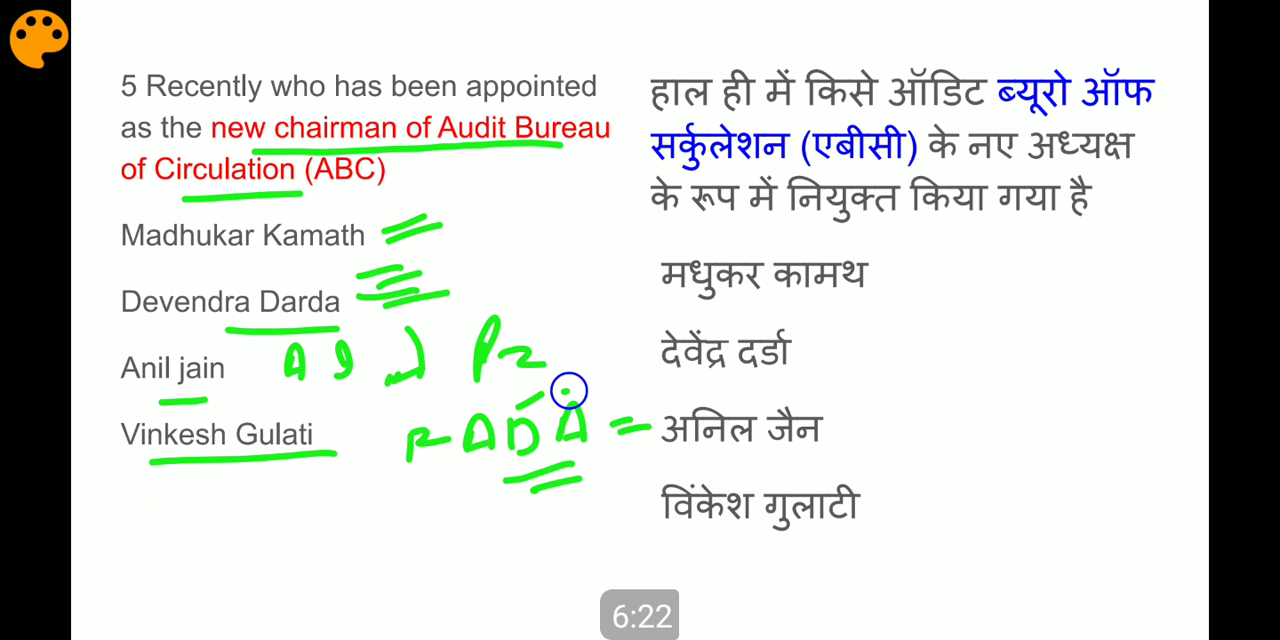 5 Recently who has been appointed
as the new chairman of Audit Bureau
of Circulation (ABC)
Madhukar Kamath
Devendra Darda
Anil jain
Vinkesh Gulati
FADA
हाल ही में किसे ऑडिट ब्यूरो ऑफ
सर्कुलेशन (एबीसी) के नए अध्यक्ष
के रूप में नियुक्त किया गया है
मधुकर कामथ
देवेंद्र दर्डा
अनिल जैन
विंकेश गुलाटी
6:22